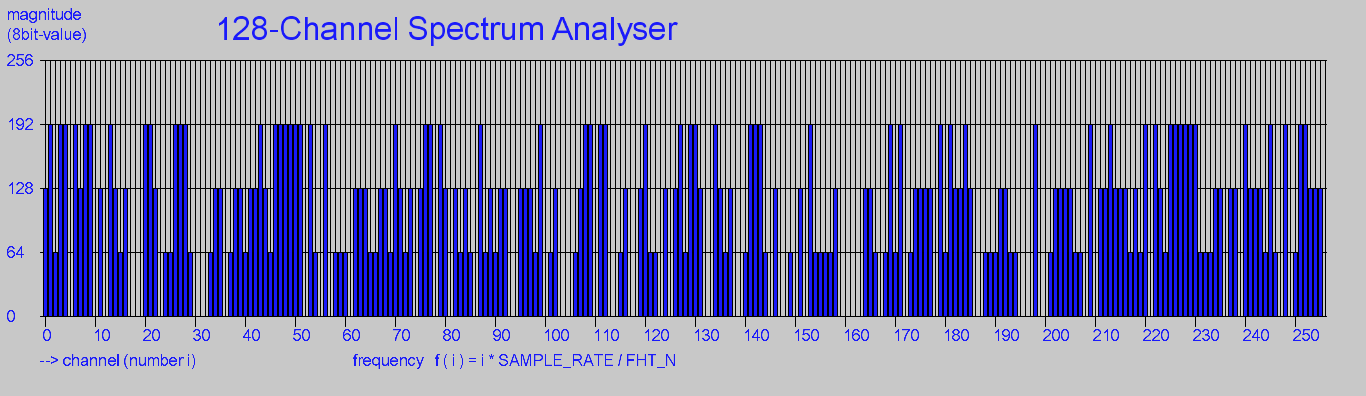 magnitude
(8bit-value)
128-Channel Spectrum Analyser
256
192
128
64
0
0 10 20 30 40 50 60 70 80 90 100 110 120 130 140 150 160 170 180 190 200 210 220 230 240 250
--> channel (number i)
frequency f ( i ) = i * SAMPLE_RATE / FHT_N